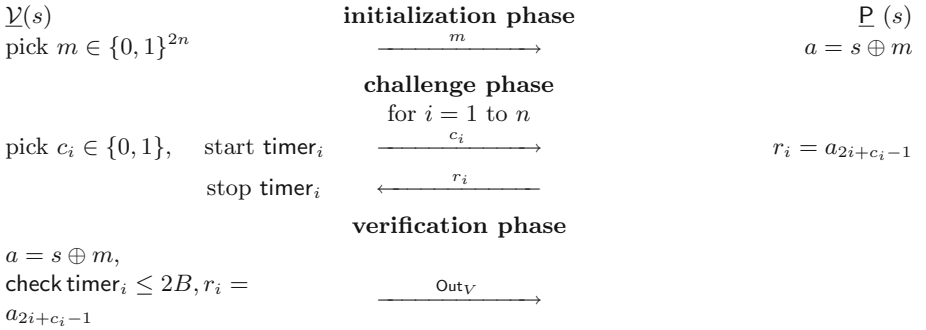 V(s) initialization phase P (s)
pick m ∈ {0, 1}^{2n} m a = s ⊕ m
challenge phase
for i = 1 to n
pick c_i ∈ {0, 1}, start timer_i c_i r_i = a_{2i+c_i−1}
stop timer_i r_i
verification phase
a = s ⊕ m,
check timer_i ≤ 2B, r_i = Out_V
a_{2i+c_i−1}